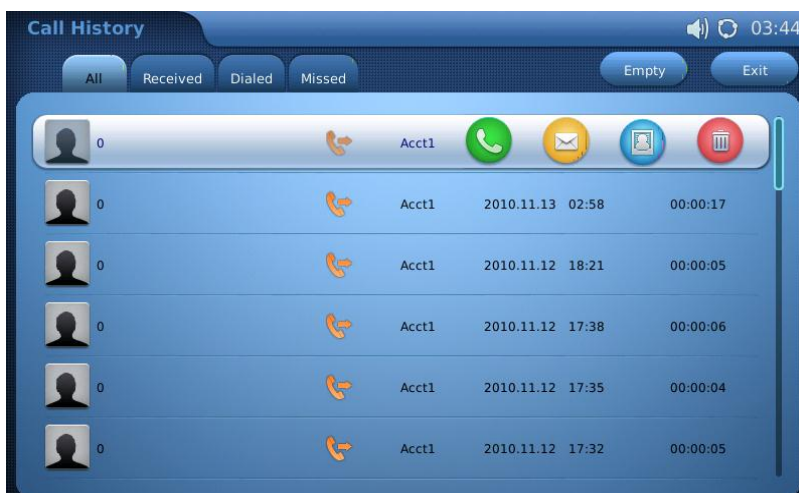 Call History 03:44
All Received Dialed Missed Empty Exit
0 Acct1
0 Acct1 2010.11.13 02:58 00:00:17
0 Acct1 2010.11.12 18:21 00:00:05
0 Acct1 2010.11.12 17:38 00:00:06
0 Acct1 2010.11.12 17:35 00:00:04
0 Acct1 2010.11.12 17:32 00:00:05